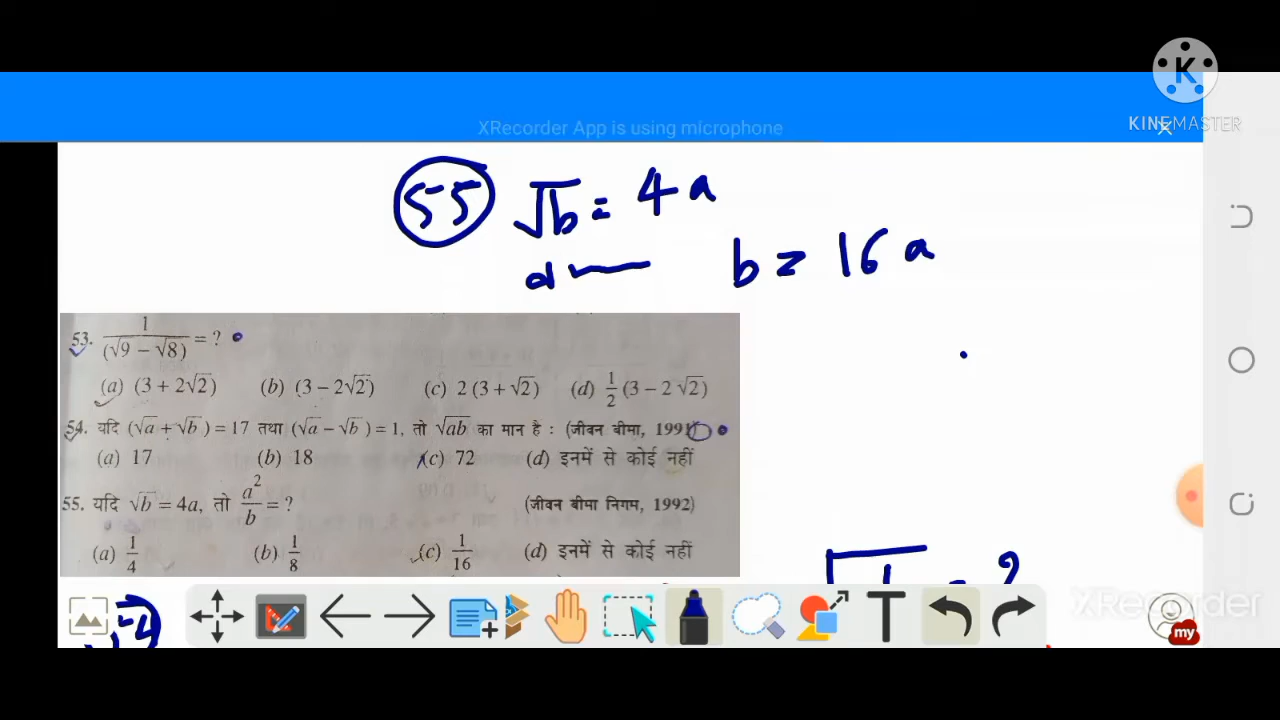 K
KINEMASTER
XRecorder App is using microphone
55 √b = 4a
b = 16a
53. 1/(√9 − √8) = ?
(a) (3 + 2√2) (b) (3 − 2√2) (c) 2 (3 + √2) (d) 1/2 (3 − 2 √2)
54. यदि (√a + √b) = 17 तथा (√a − √b) = 1, तो √ab का मान है : (जीवन बीमा, 1991)
(a) 17 (b) 18 (c) 72 (d) इनमें से कोई नहीं
55. यदि √b = 4a, तो a²/b = ? (जीवन बीमा निगम, 1992)
(a) 1/4 (b) 1/8 (c) 1/16 (d) इनमें से कोई नहीं
= ?
T
XRecorder
my